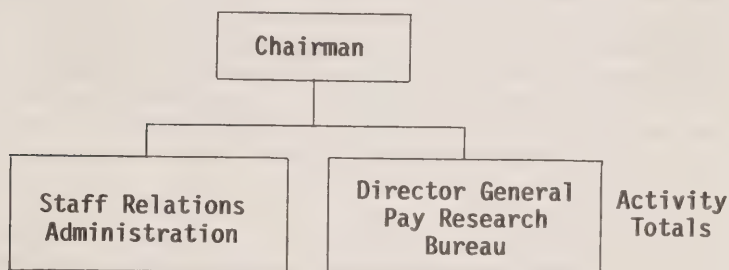 Chairman
Staff Relations
Administration
Director General
Pay Research
Bureau
Activity
Totals